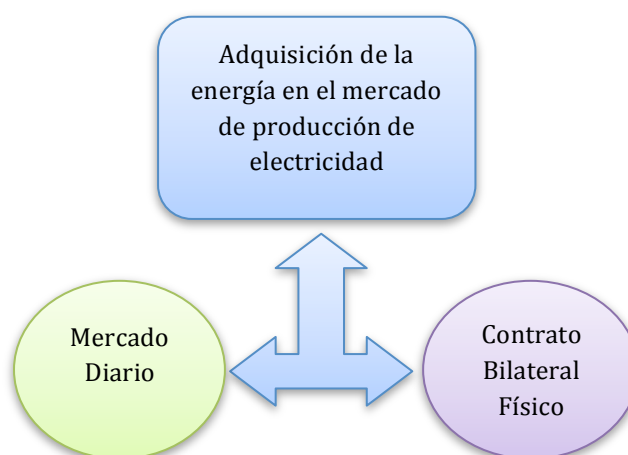 Adquisición de la
energía en el mercado
de producción de
electricidad
Mercado
Diario
Contrato
Bilateral
Físico